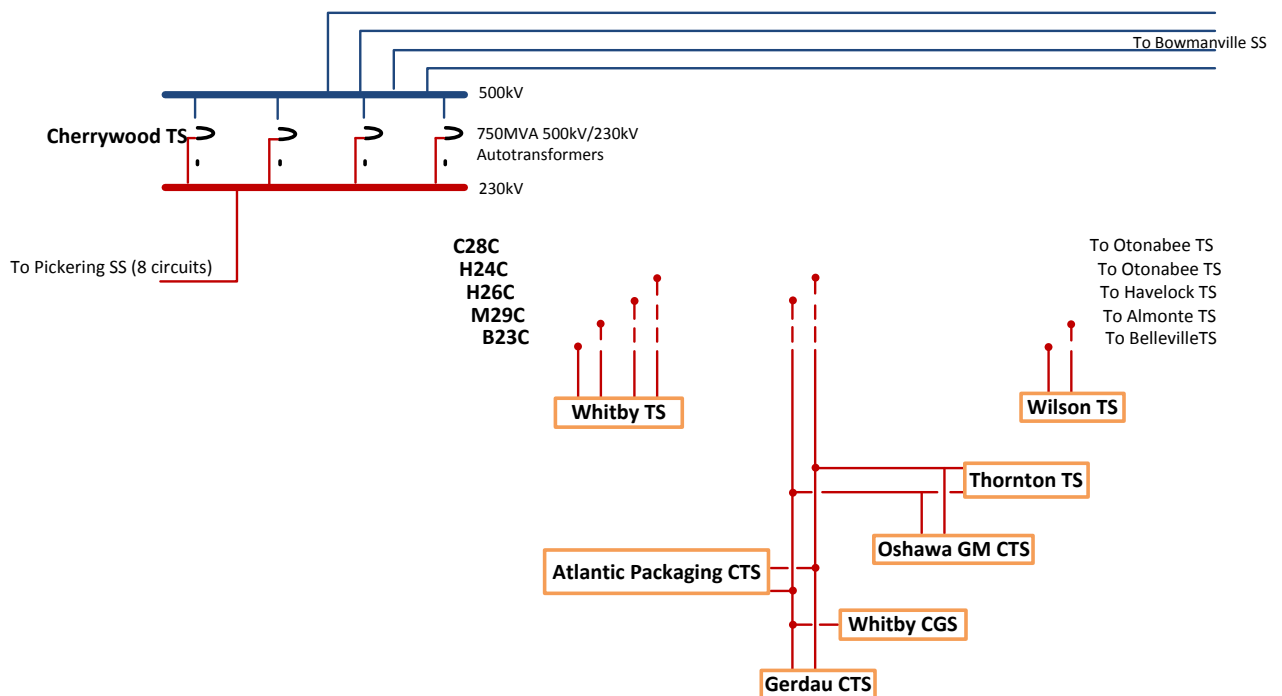 To Bowmanville SS
500kV
Cherrywood TS
750MVA 500kV/230kV
Autotransformers
230kV
C28C
To Otonabee TS
To Pickering SS (8 circuits)
H24C
To Otonabee TS
H26C
To Havelock TS
M29C
To Almonte TS
B23C
To BellevilleTS
Whitby TS
Wilson TS
Thornton TS
Oshawa GM CTS
Atlantic Packaging CTS
Whitby CGS
Gerdau CTS